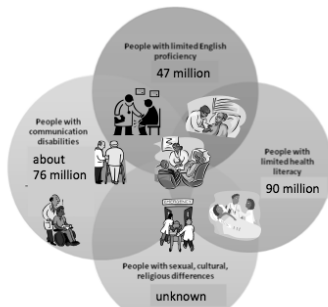 People with limited English
proficiency
47 million
People with
communication
disabilities
about
76 million
People with
limited health
literacy
90 million
EMERGENCY
People with sexual, cultural,
religious differences
unknown